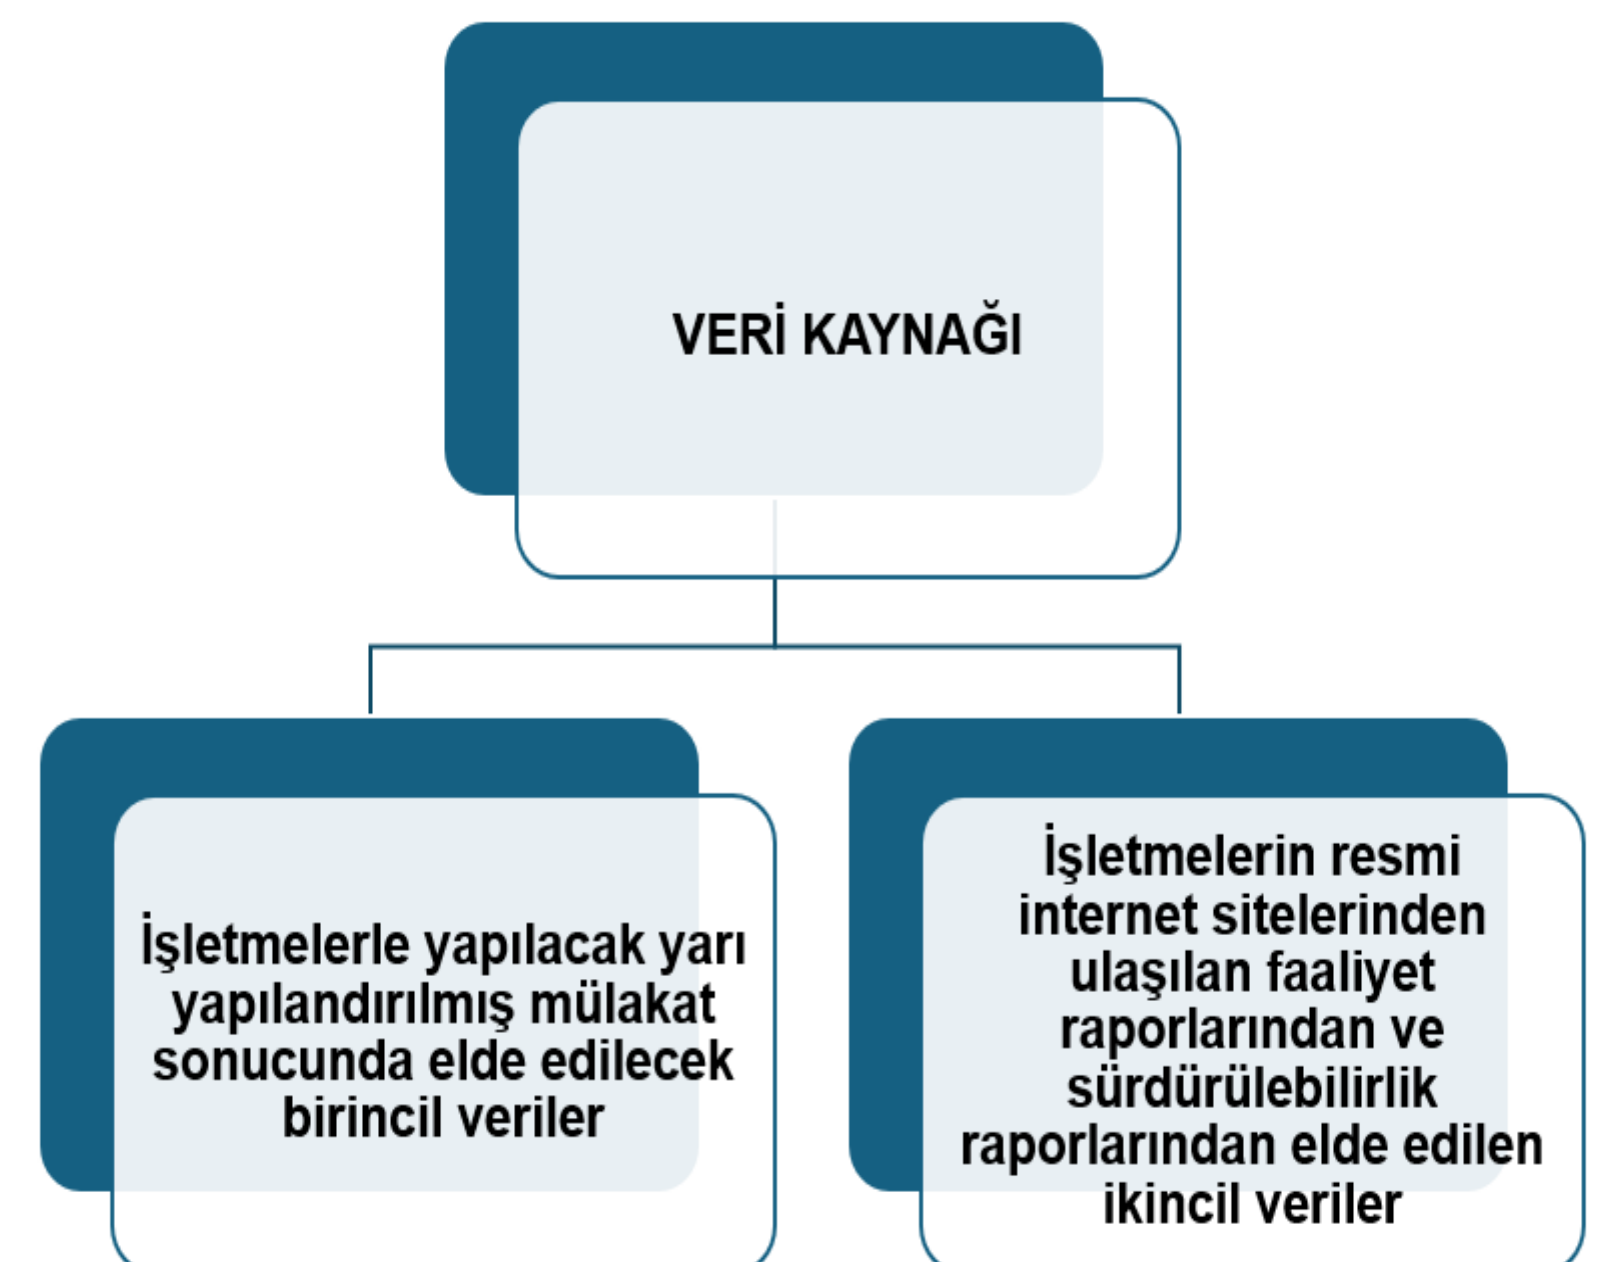 VERİ KAYNAĞI
İşletmelerle yapılacak yarı
yapılandırılmış mülakat
sonucunda elde edilecek
birincil veriler
İşletmelerin resmi
internet sitelerinden
ulaşılan faaliyet
raporlarından ve
sürdürülebilirlik
raporlarından elde edilen
ikincil veriler